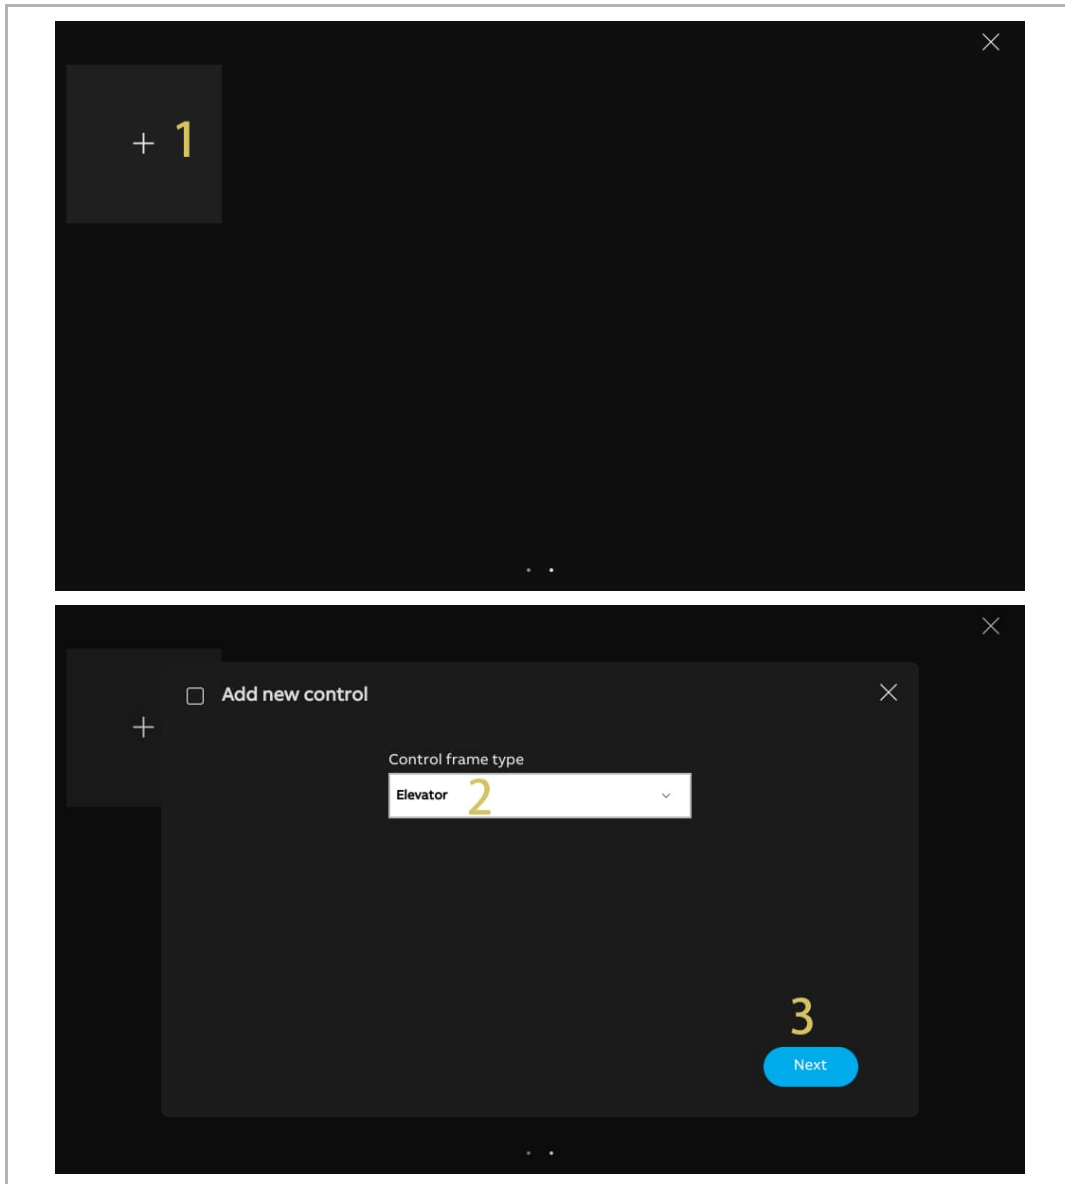 1
Add new control
Control frame type
Elevator 2
3
Next